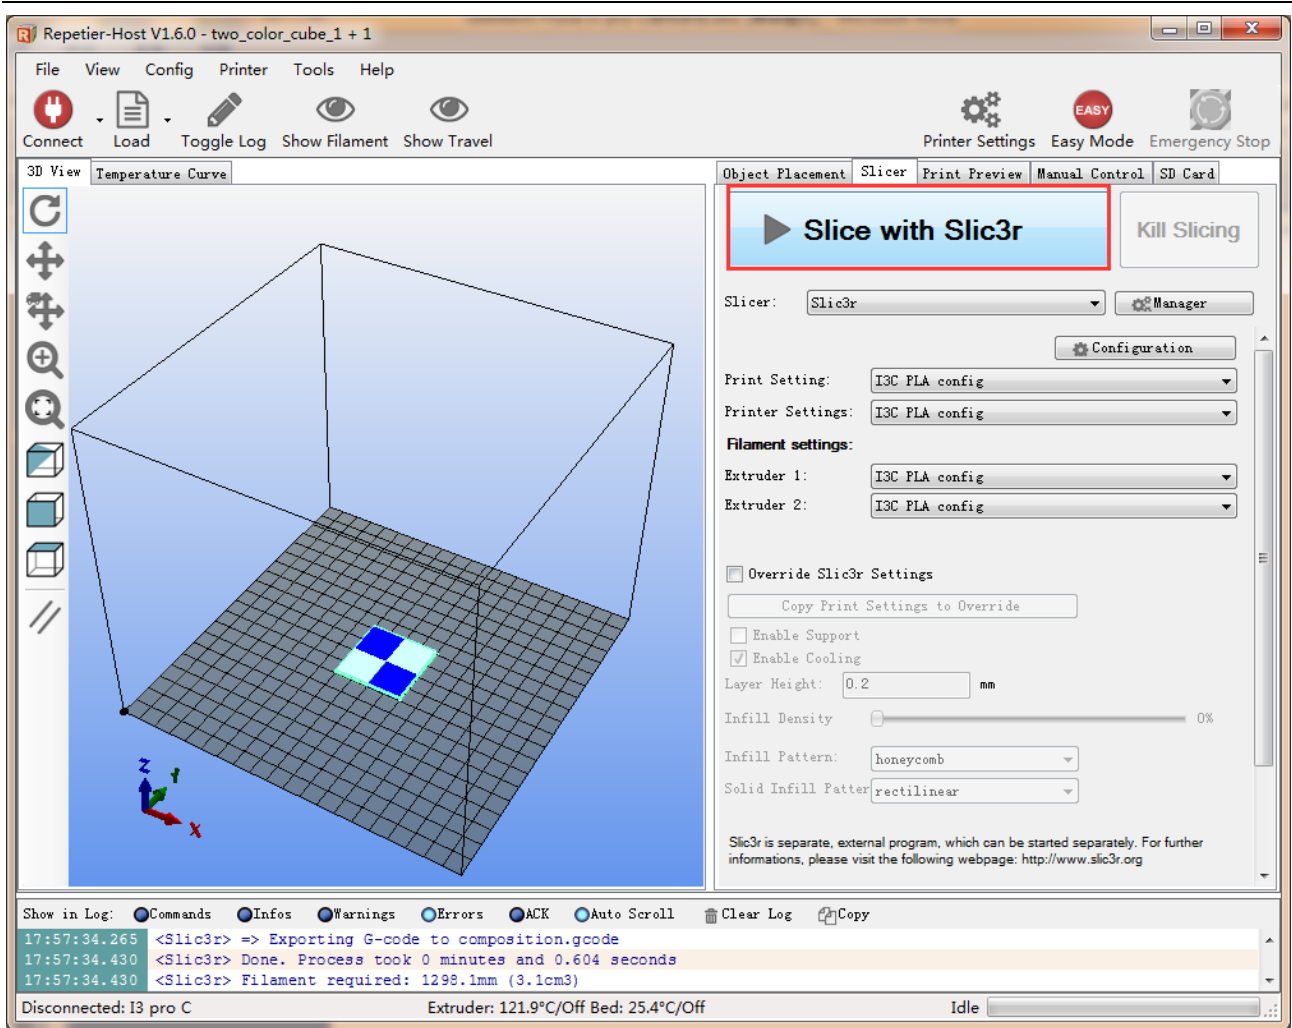 Repetier-Host V1.6.0 - two_color_cube_1 + 1
File View Config Printer Tools Help
Connect Load Toggle Log Show Filament Show Travel Printer Settings EASY Easy Mode Emergency Stop
3D View Temperature Curve
Object Placement Slicer Print Preview Manual Control SD Card
Slice with Slic3r Kill Slicing
Slicer: Slic3r Manager
Configuration
Print Setting: I3C PLA config
Printer Settings: I3C PLA config
Filament settings:
Extruder 1: I3C PLA config
Extruder 2: I3C PLA config
Override Slic3r Settings
Copy Print Settings to Override
Enable Support
Enable Cooling
Layer Height: 0.2 mm
Infill Density 0%
Infill Pattern: honeycomb
Solid Infill Patter rectilinear
Slic3r is separate, external program, which can be started separately. For further
informations, please visit the following webpage: http://www.slic3r.org
Z Y X
Show in Log: Commands Infos Warnings Errors ACK Auto Scroll Clear Log Copy
17:57:34.265 <Slic3r> => Exporting G-code to composition.gcode
17:57:34.430 <Slic3r> Done. Process took 0 minutes and 0.604 seconds
17:57:34.430 <Slic3r> Filament required: 1298.1mm (3.1cm3)
Disconnected: I3 pro C Extruder: 121.9°C/Off Bed: 25.4°C/Off Idle